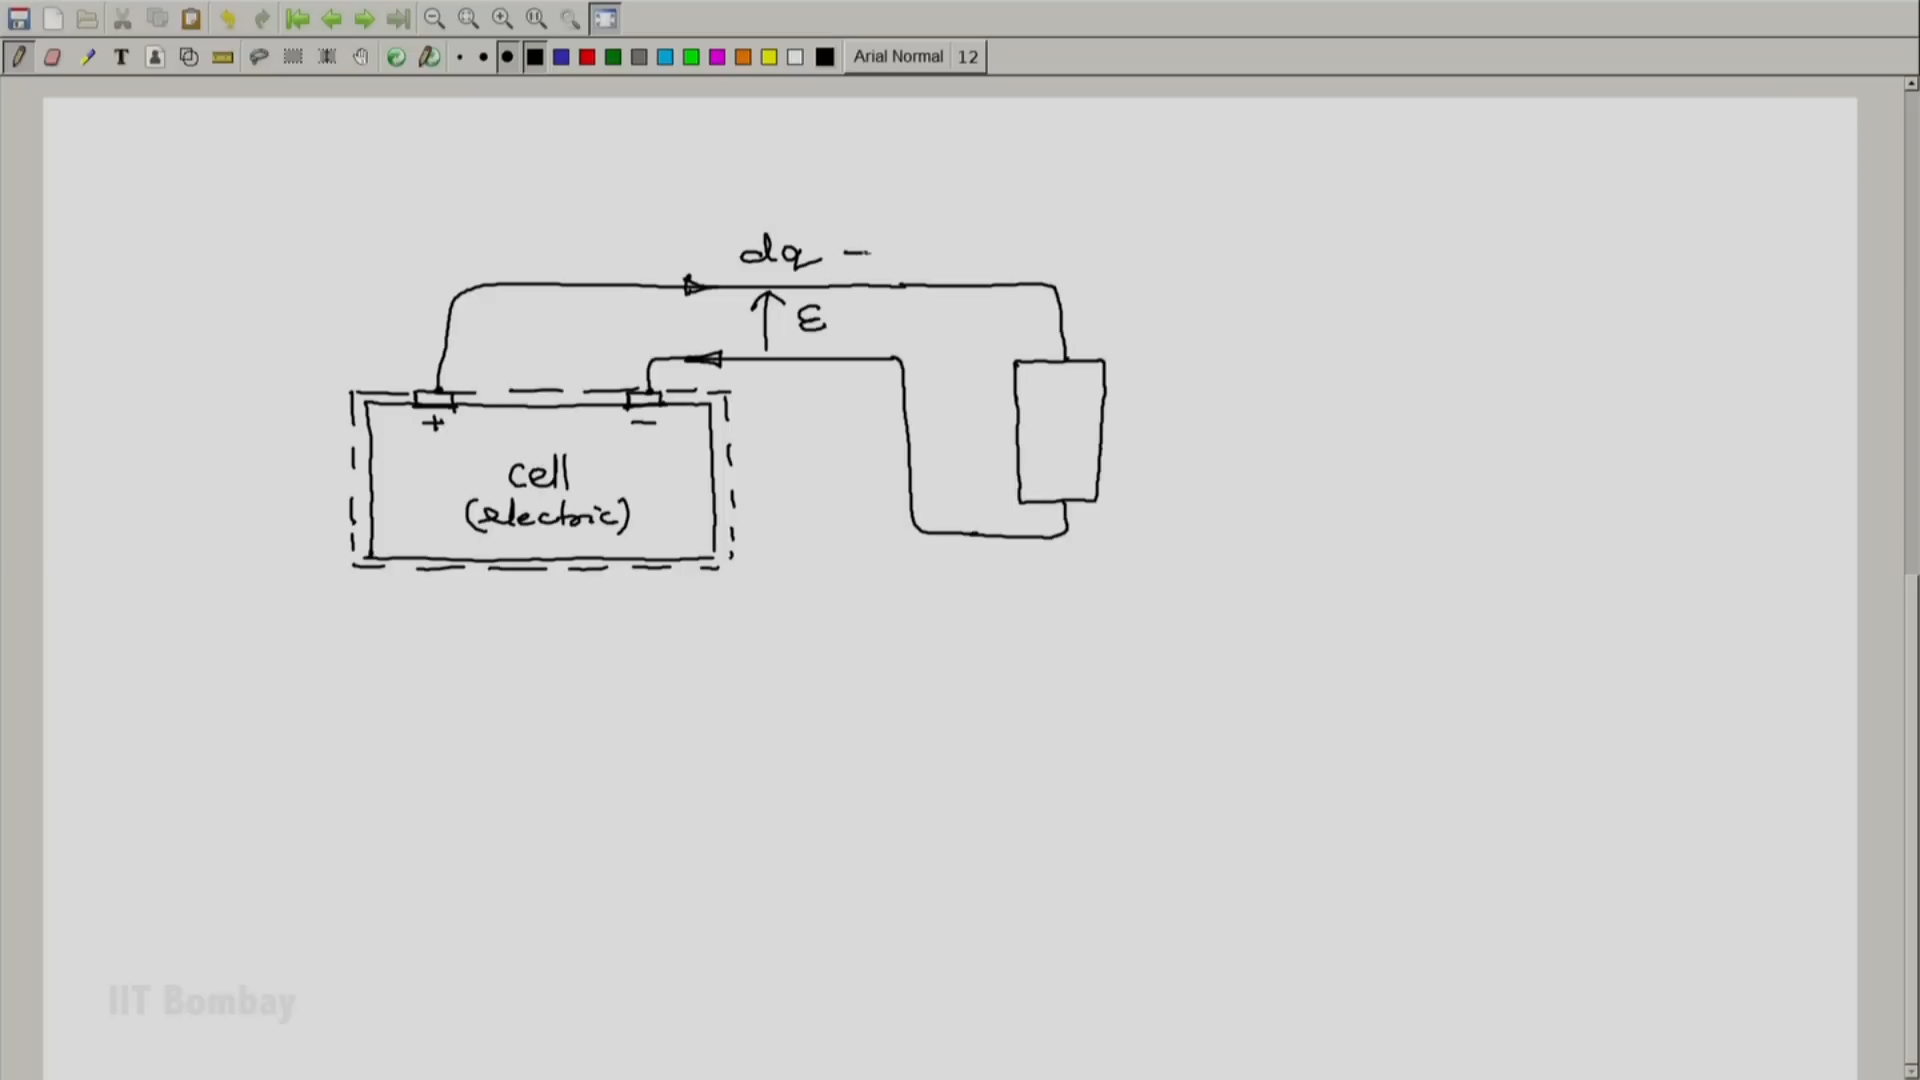 Arial Normal 12
dq –
ε
+ –
cell
(electric)
IIT Bombay